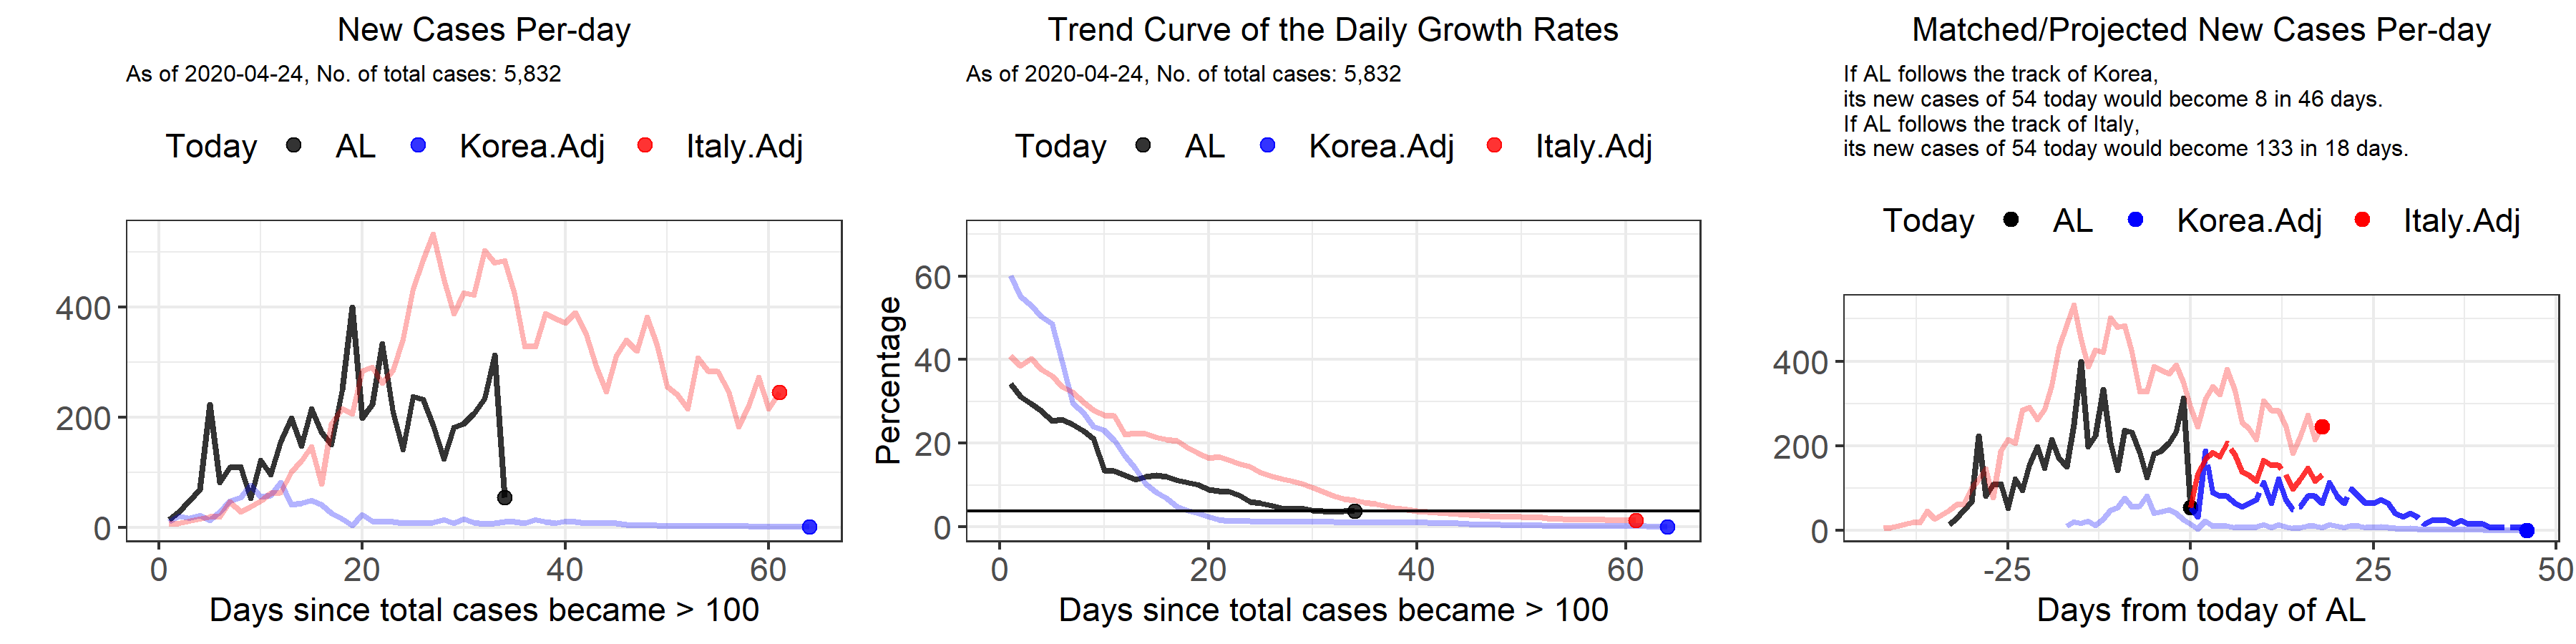 New Cases Per-day
As of 2020-04-24, No. of total cases: 5,832
Today AL Korea.Adj Italy.Adj
400
200
0
0 20 40 60
Days since total cases became > 100
Trend Curve of the Daily Growth Rates
As of 2020-04-24, No. of total cases: 5,832
Today AL Korea.Adj Italy.Adj
Percentage
60
40
20
0
0 20 40 60
Days since total cases became > 100
Matched/Projected New Cases Per-day
If AL follows the track of Korea,
its new cases of 54 today would become 8 in 46 days.
If AL follows the track of Italy,
its new cases of 54 today would become 133 in 18 days.
Today AL Korea.Adj Italy.Adj
400
200
0
-25 0 25 50
Days from today of AL